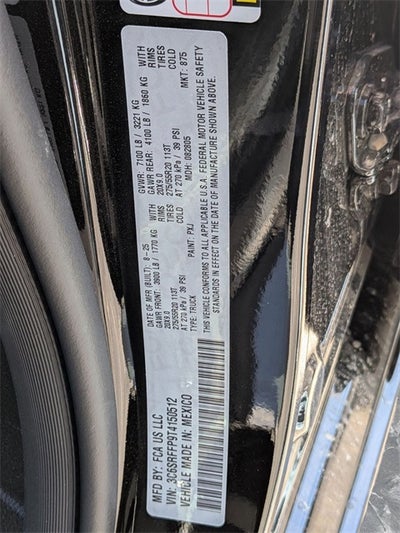 MFD BY: FCA US LLC
DATE OF MFR (BUILT): 8-25
GVWR: 7100 LB / 3221 KG
GAWR FRONT: 3900 LB / 1770 KG
WITH
GAWR REAR: 4100 LB / 1860 KG
WITH
20X9.0
RIMS
20X9.0
RIMS
275/55R20 113T
TIRES
275/55R20 113T
TIRES
AT 270 kPa / 39 PSI
COLD
AT 270 kPa / 39 PSI
COLD
VIN: 3C6SRFFP9T4150512
TYPE: TRUCK
PAINT: PXJ
MDH: 082805
MKT: 875
VEHICLE MADE IN: MEXICO
THIS VEHICLE CONFORMS TO ALL APPLICABLE U.S.A. FEDERAL MOTOR VEHICLE SAFETY
STANDARDS IN EFFECT ON THE DATE OF MANUFACTURE SHOWN ABOVE.